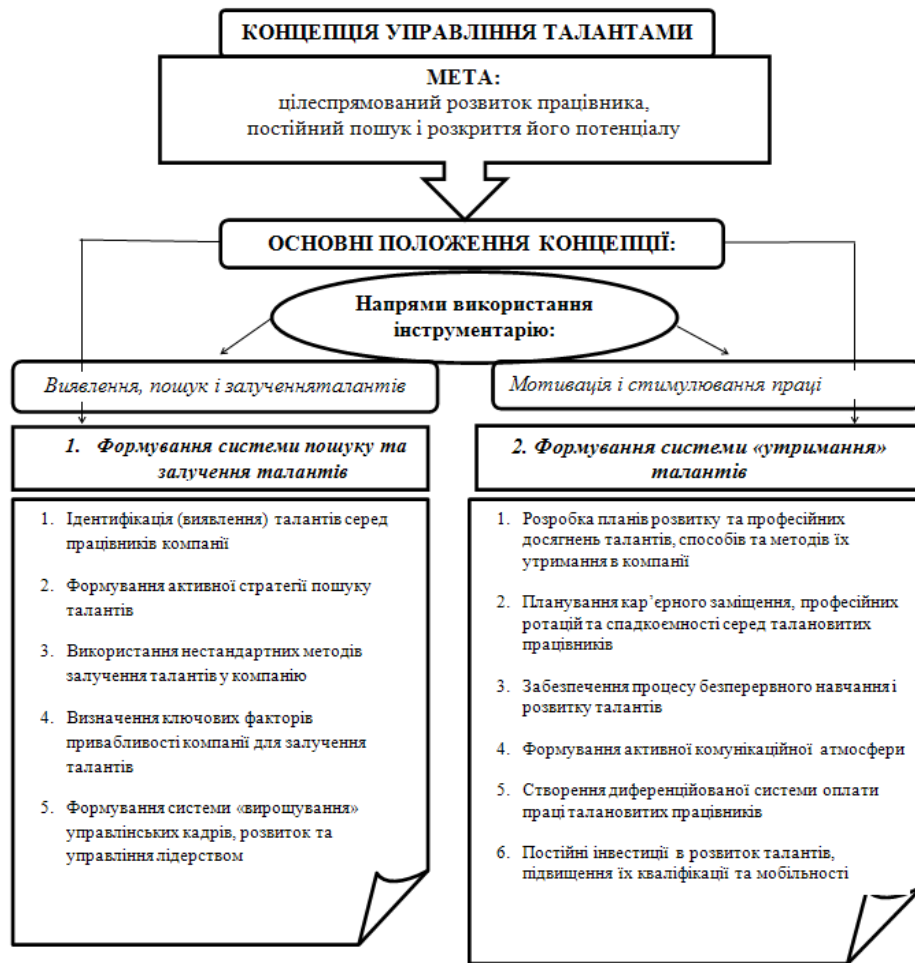 КОНЦЕПЦІЯ УПРАВЛІННЯ ТАЛАНТАМИ
МЕТА:
цілеспрямований розвиток працівника,
постійний пошук і розкриття його потенціалу
ОСНОВНІ ПОЛОЖЕННЯ КОНЦЕПЦІЇ:
Напрями використання
інструментарію:
Виявлення, пошук і залученняталантів
Мотивація і стимулювання праці
1. Формування системи пошуку та
залучення талантів
1. Ідентифікація (виявлення) талантів серед
працівників компанії
2. Формування активної стратегії пошуку
талантів
3. Використання нестандартних методів
залучення талантів у компанію
4. Визначення ключових факторів
привабливості компанії для залучення
талантів
5. Формування системи «вирощування»
управлінських кадрів, розвиток та
управління лідерством
2. Формування системи «утримання»
талантів
1. Розробка планів розвитку та професійних
досягнень талантів, способів та методів їх
утримання в компанії
2. Планування кар’єрного заміщення, професійних
ротацій та спадкоємності серед талановитих
працівників
3. Забезпечення процесу безперервного навчання і
розвитку талантів
4. Формування активної комунікаційної атмосфери
5. Створення диференційованої системи оплати
праці талановитих працівників
6. Постійні інвестиції в розвиток талантів,
підвищення їх кваліфікації та мобільності